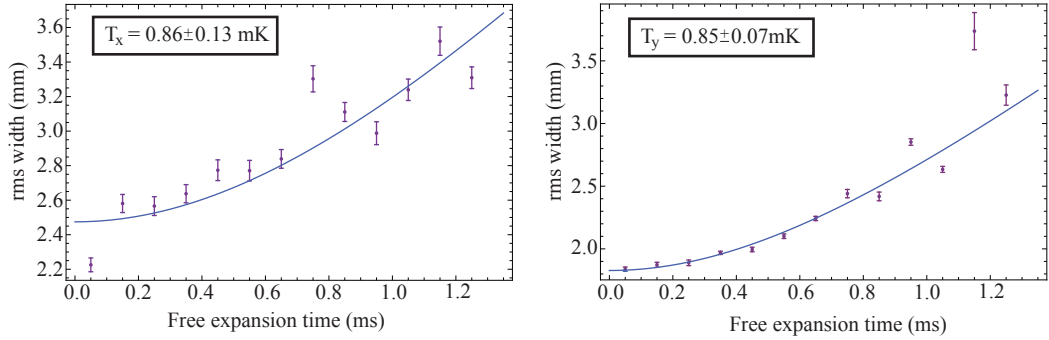 T_x = 0.86±0.13 mK
rms width (mm)
3.6
3.4
3.2
3.0
2.8
2.6
2.4
2.2
0.0 0.2 0.4 0.6 0.8 1.0 1.2
Free expansion time (ms)
T_y = 0.85±0.07mK
rms width (mm)
3.5
3.0
2.5
2.0
0.0 0.2 0.4 0.6 0.8 1.0 1.2
Free expansion time (ms)